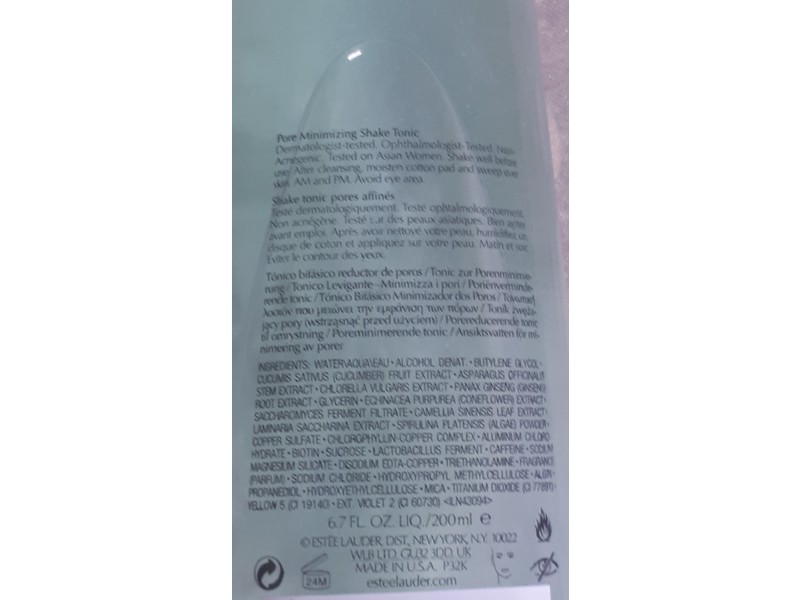 Pore Minimizing Shake Tonic
Dermatologist-tested. Ophthalmologist-Tested. Non-
Acnegenic. Tested on Asian Women. Shake well before
use. After cleansing, moisten cotton pad and sweep over
skin. AM and PM. Avoid eye area.
Shake tonic pores affinés
Testé dermatologiquement. Testé ophtalmologiquement.
Non acnégène. Testé sur des peaux asiatiques. Bien agiter
avant emploi. Après avoir nettoyé votre peau, humidifiez un
disque de coton et appliquez sur votre peau. Matin et soir.
Eviter le contour des yeux.
Tónico bifásico reductor de poros / Tonic zur Porenminimie-
rung / Tonico Levigante–Minimizza i pori / Poriënverminde-
rende tonic / Tónico Bifásico Minimizador dos Poros / Τονωτική
λοσιόν που μειώνει την εμφάνιση των πόρων / Tonik zwęża-
jący pory (wstrząsnąć przed użyciem) / Porereducerende tonic
til omrystning / Poreminimerende tonic / Ansiktsvatten för mi-
nimering av porer
INGREDIENTS: WATER\AQUA\EAU • ALCOHOL DENAT. • BUTYLENE GLYCOL •
CUCUMIS SATIVUS (CUCUMBER) FRUIT EXTRACT • ASPARAGUS OFFICINALIS
STEM EXTRACT • CHLORELLA VULGARIS EXTRACT • PANAX GINSENG (GINSENG)
ROOT EXTRACT • GLYCERIN • ECHINACEA PURPUREA (CONEFLOWER) EXTRACT •
SACCHAROMYCES FERMENT FILTRATE • CAMELLIA SINENSIS LEAF EXTRACT •
LAMINARIA SACCHARINA EXTRACT • SPIRULINA PLATENSIS (ALGAE) POWDER •
COPPER SULFATE • CHLOROPHYLLIN-COPPER COMPLEX • ALUMINUM CHLORO
HYDRATE • BIOTIN • SUCROSE • LACTOBACILLUS FERMENT • CAFFEINE • SODIUM
MAGNESIUM SILICATE • DISODIUM EDTA-COPPER • TRIETHANOLAMINE • FRAGRANCE
(PARFUM) • SODIUM CHLORIDE • HYDROXYPROPYL METHYLCELLULOSE • ALGIN •
PROPANEDIOL • HYDROXYETHYLCELLULOSE • MICA • TITANIUM DIOXIDE (CI 77891) •
YELLOW 5 (CI 19140) • EXT. VIOLET 2 (CI 60730) <ILN43094>
6.7 FL. OZ. LIQ./200ml e
© ESTĒE LAUDER, DIST., NEW YORK, N.Y. 10022
WLB LTD. GU32 3DD, UK
MADE IN U.S.A. P32K
24M
esteelauder.com